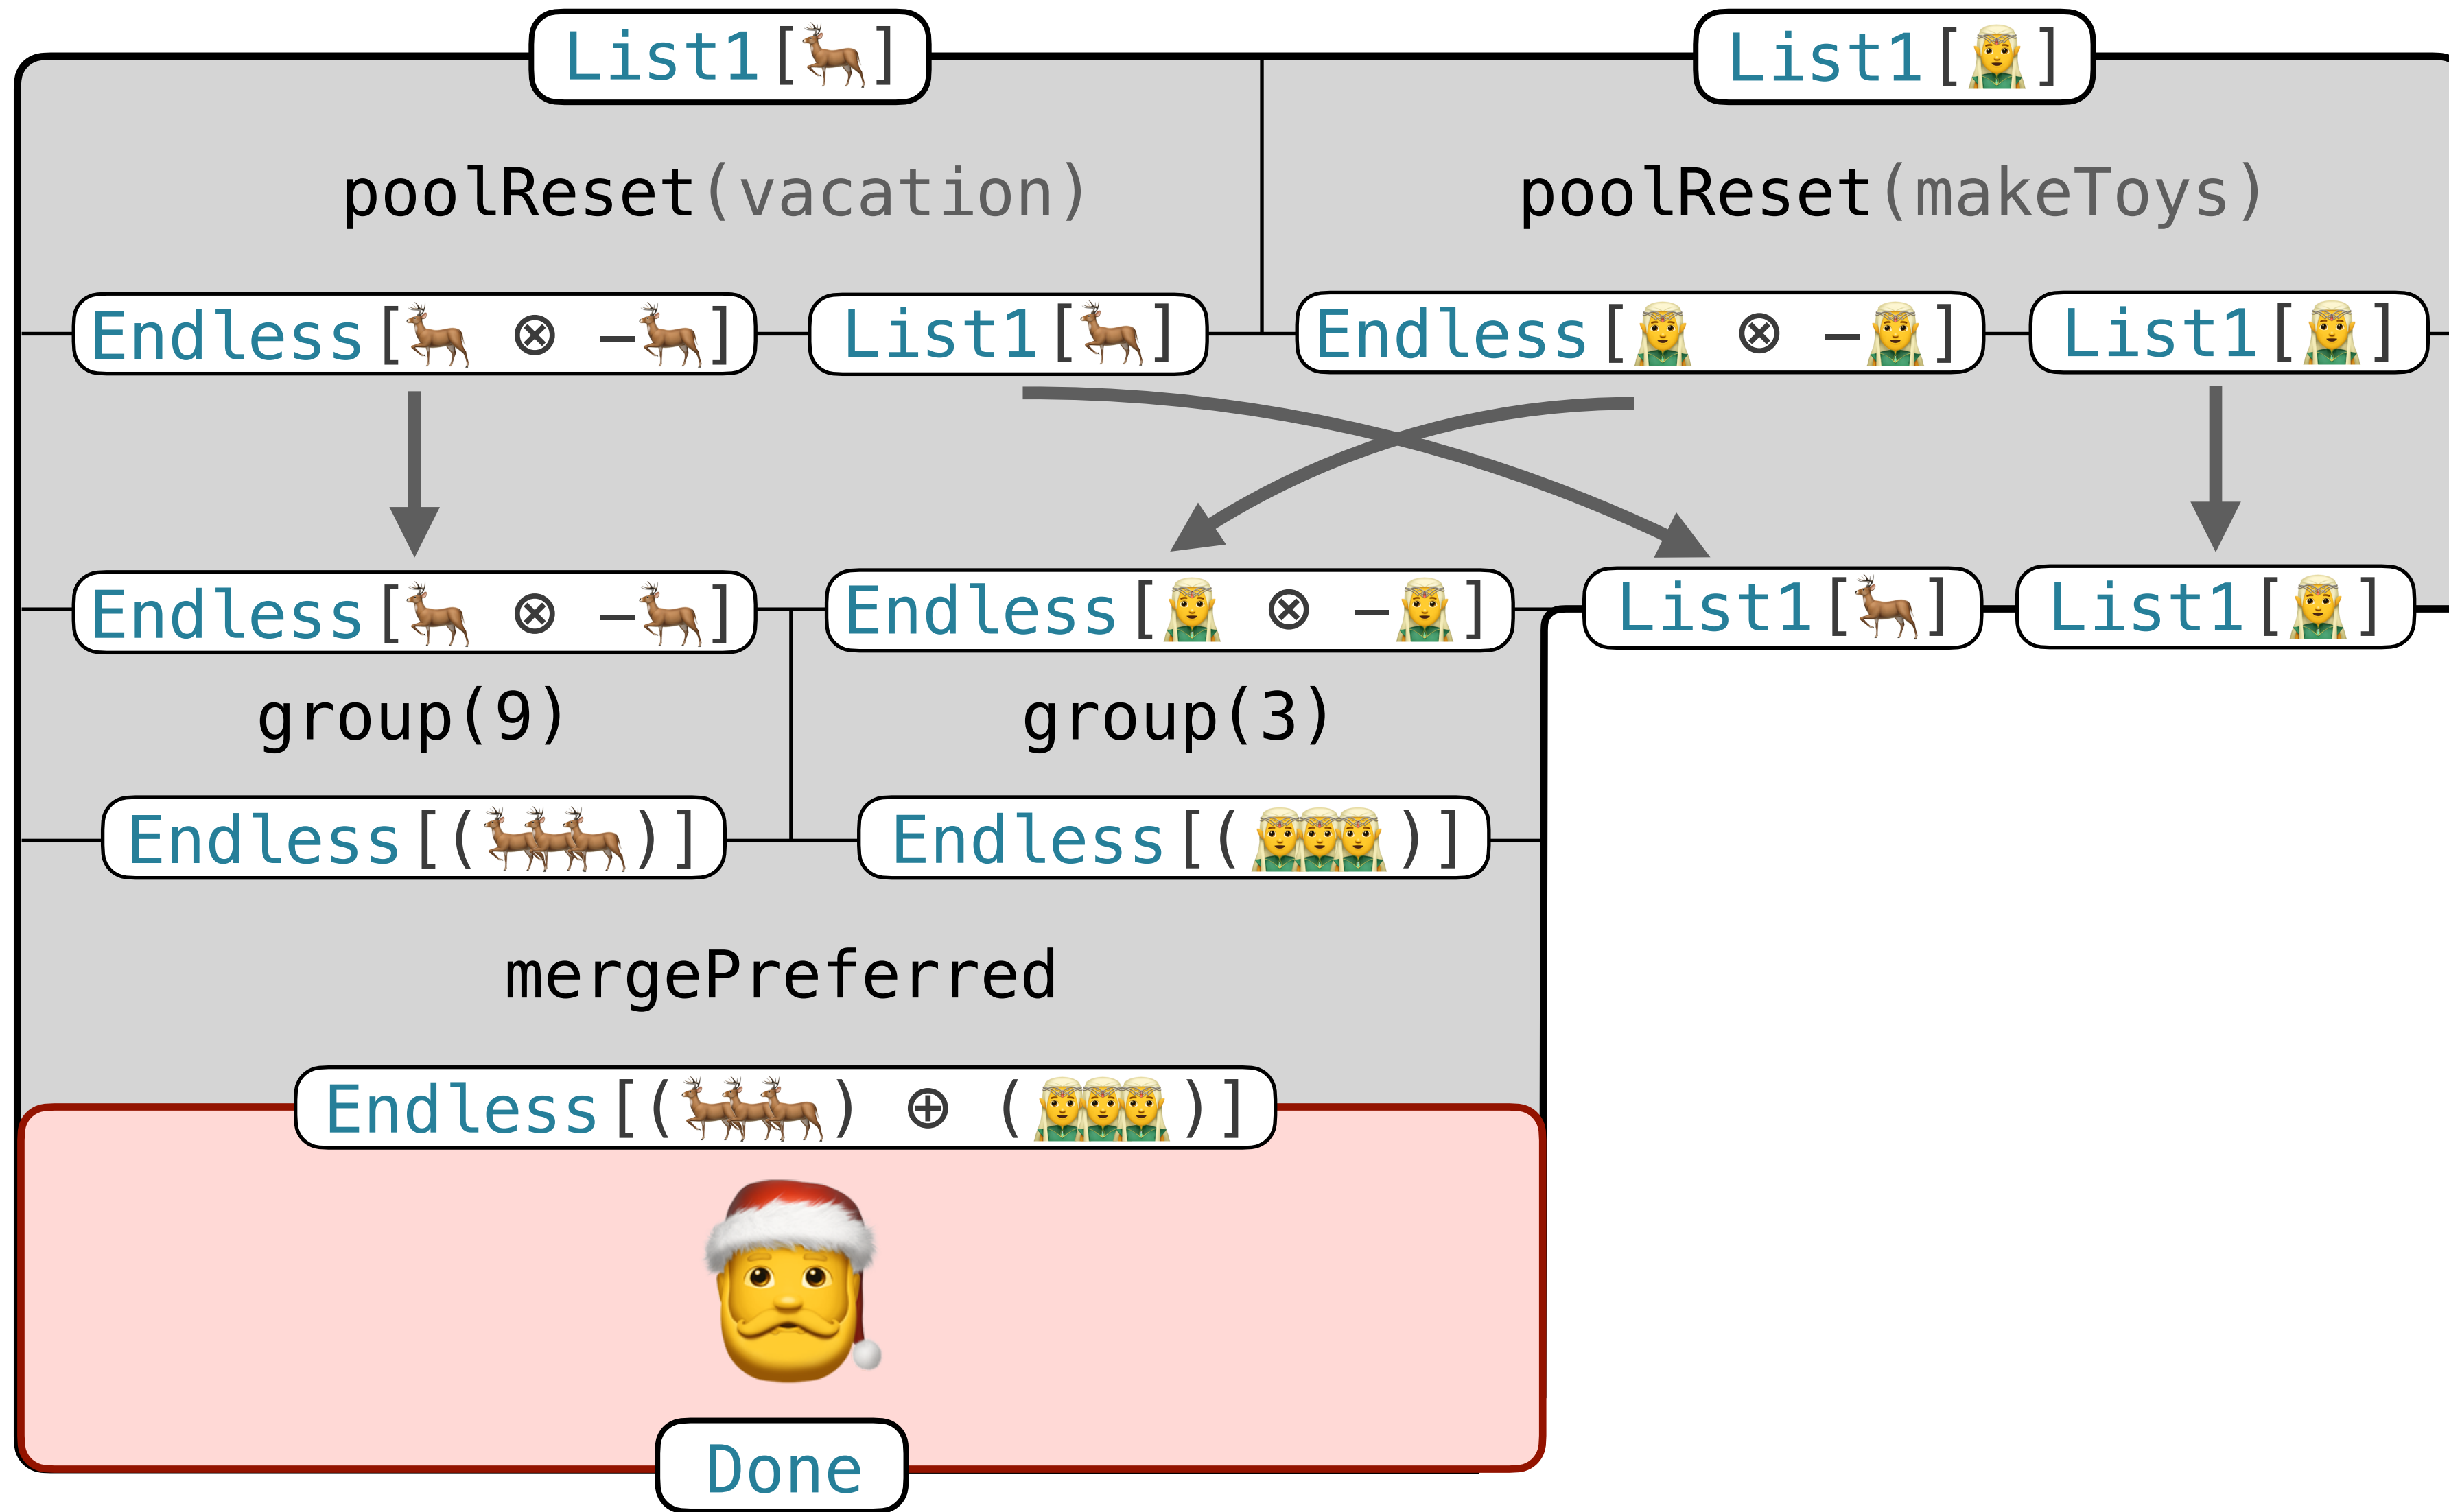 List1[🦌] List1[🧝]
poolReset(vacation) poolReset(makeToys)
Endless[🦌 ⊗ −🦌] List1[🦌] Endless[🧝 ⊗ −🧝] List1[🧝]
Endless[🦌 ⊗ −🦌] Endless[🧝 ⊗ −🧝] List1[🦌] List1[🧝]
group(9) group(3)
Endless[(🦌🦌🦌)] Endless[(🧝🧝🧝)]
mergePreferred
Endless[(🦌🦌🦌) ⊕ (🧝🧝🧝)]
Done